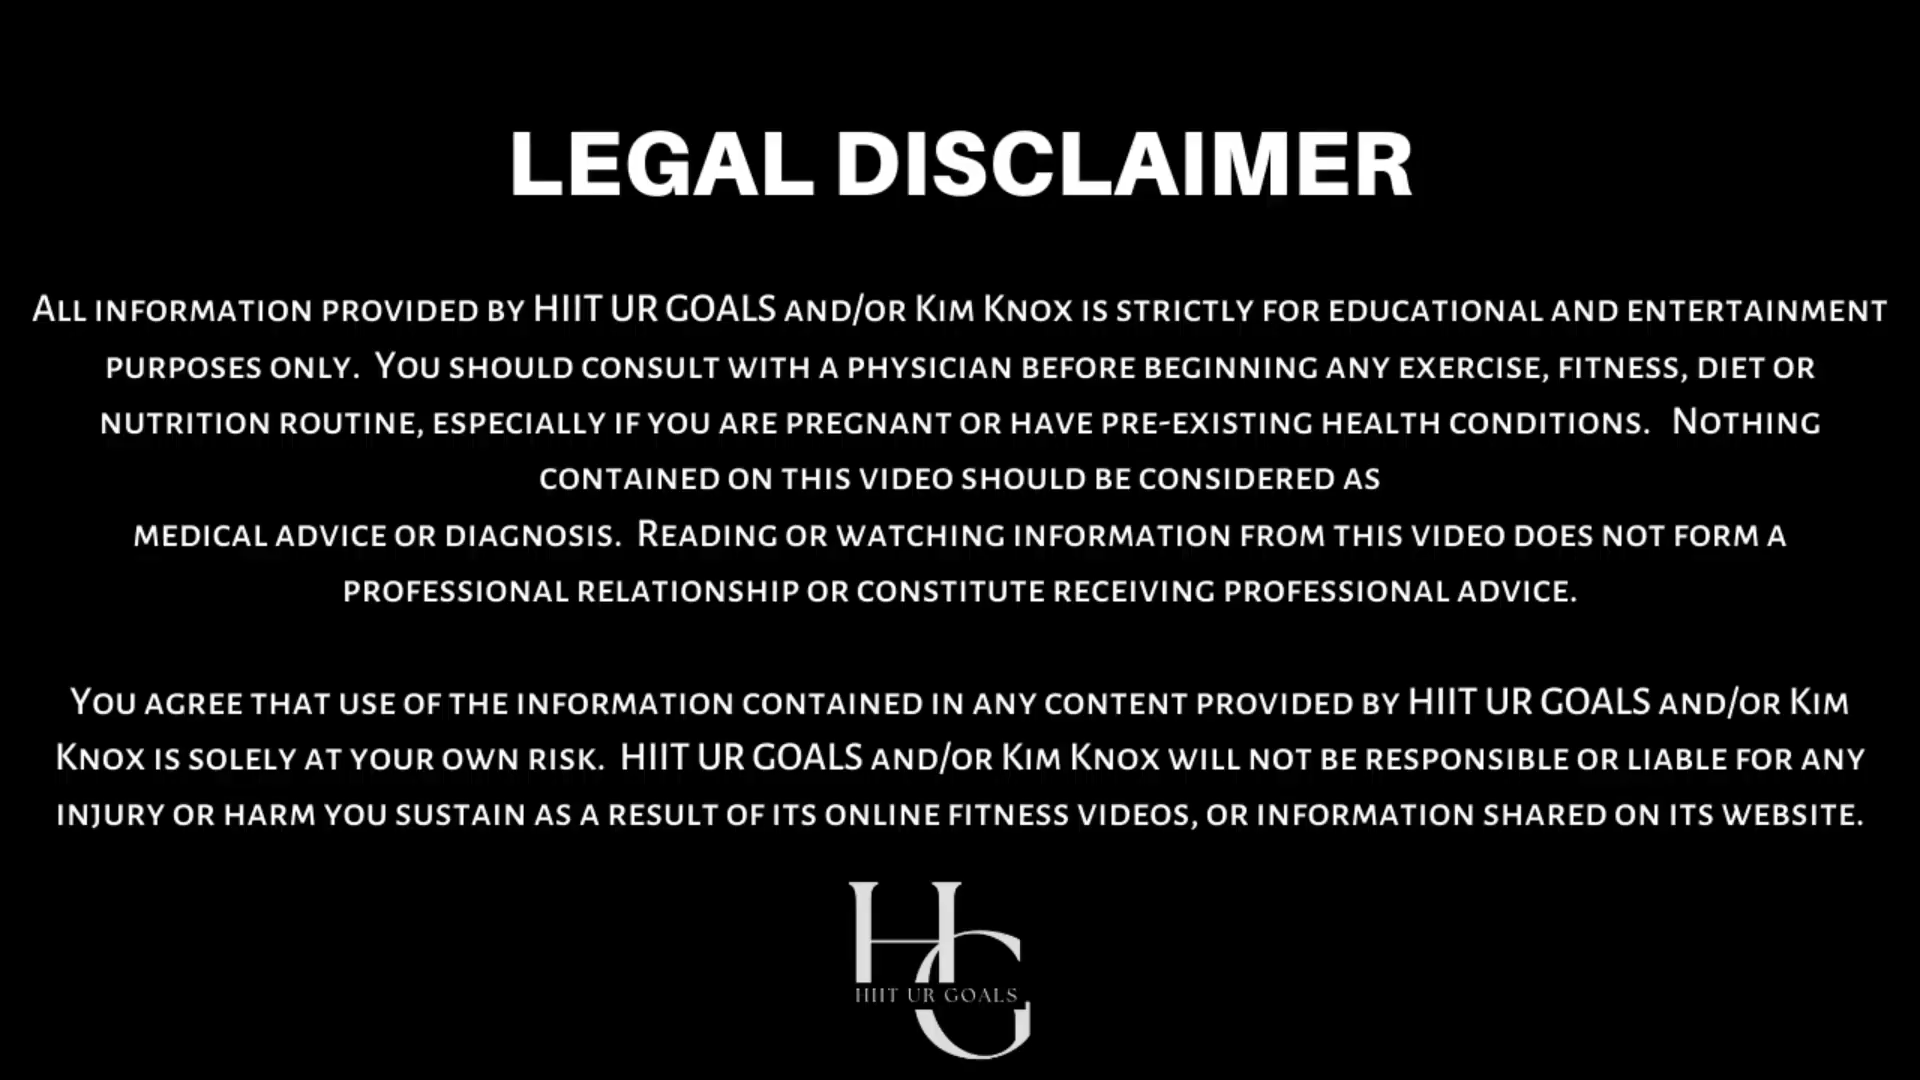 LEGAL DISCLAIMER
All information provided by HIIT UR GOALS and/or Kim Knox is strictly for educational and entertainment
purposes only. You should consult with a physician before beginning any exercise, fitness, diet or
nutrition routine, especially if you are pregnant or have pre-existing health conditions. Nothing
contained on this video should be considered as
medical advice or diagnosis. Reading or watching information from this video does not form a
professional relationship or constitute receiving professional advice.
You agree that use of the information contained in any content provided by HIIT UR GOALS and/or Kim
Knox is solely at your own risk. HIIT UR GOALS and/or Kim Knox will not be responsible or liable for any
injury or harm you sustain as a result of its online fitness videos, or information shared on its website.
HG
HIIT UR GOALS